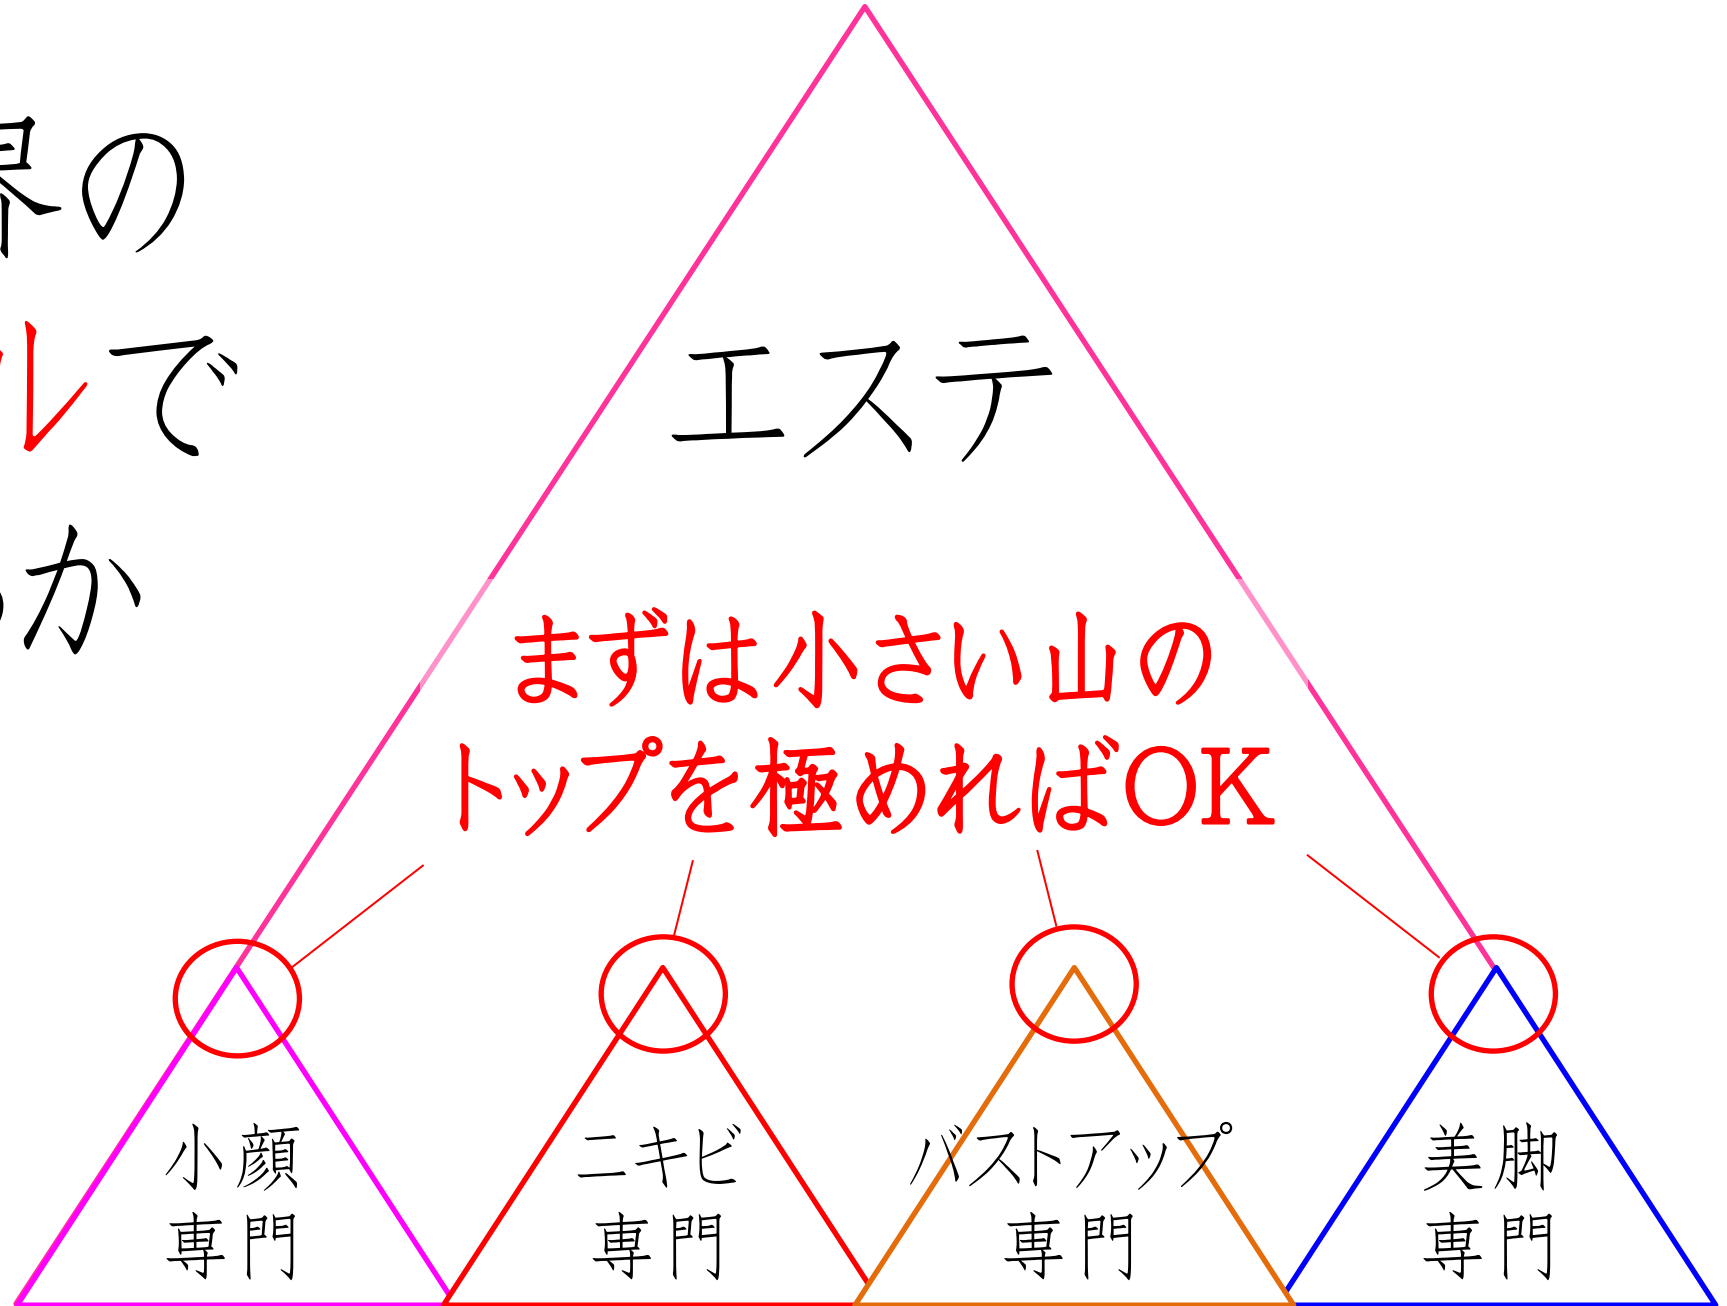 界の
ルで
か
エステ
まずは小さい山の
トップを極めればOK
小顔
専門
ニキビ
専門
バストアップ
専門
美脚
専門